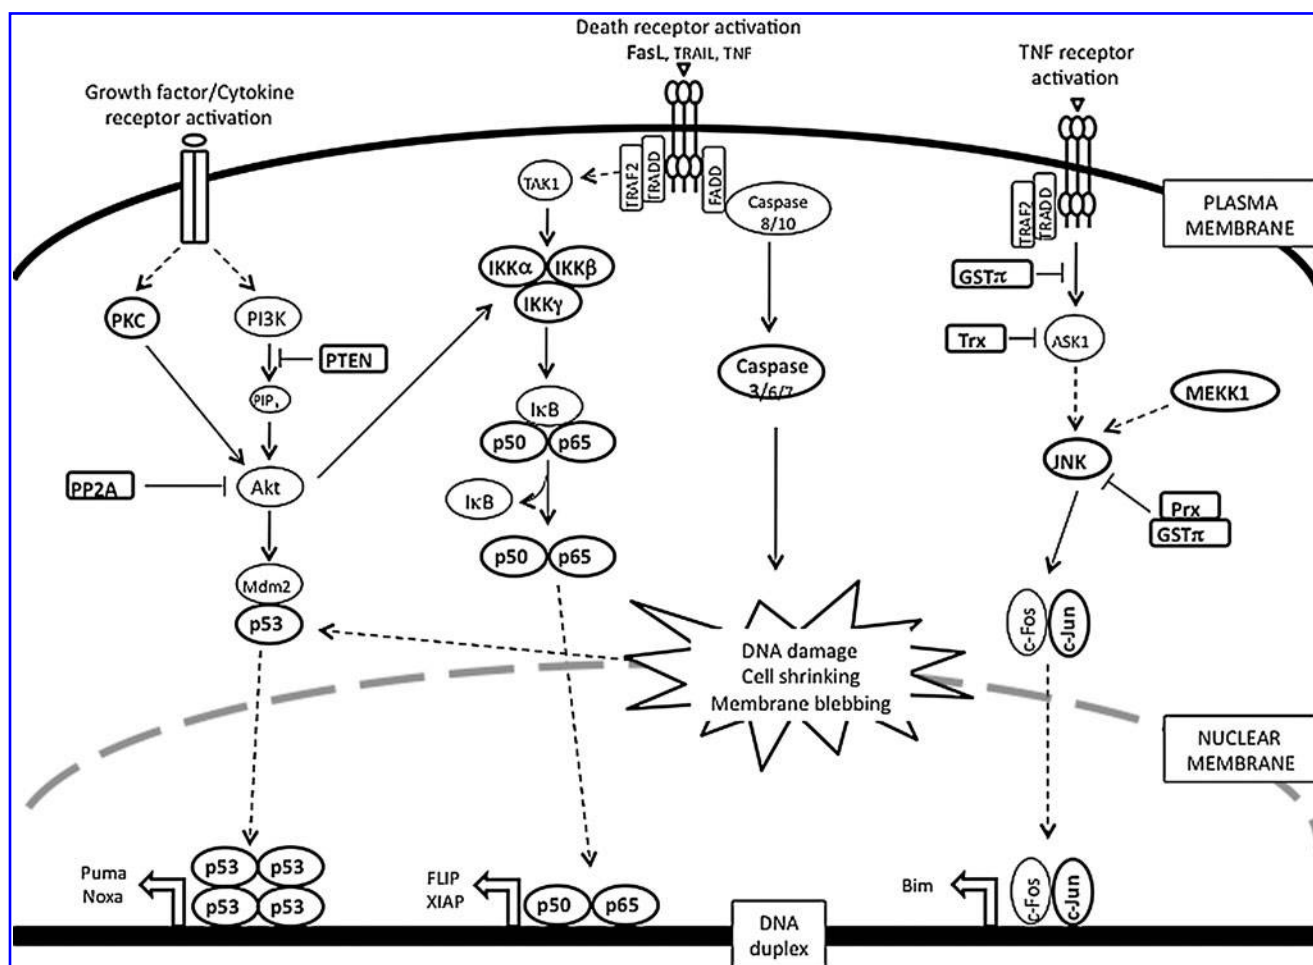 Death receptor activation
FasL, TRAIL, TNF
TNF receptor
activation
Growth factor/Cytokine
receptor activation
TAK1
TRAF2
TRADD
FADD
Caspase
8/10
TRAF2
TRADD
PLASMA
MEMBRANE
IKKα
IKKβ
IKKγ
GSTπ
PKC
PI3K
PTEN
Trx
ASK1
Caspase
3/6/7
MEKK1
PIP₃
IκB
p50
p65
JNK
PP2A
Akt
IκB
Prx
GSTπ
p50
p65
Mdm2
p53
c-Fos
c-Jun
DNA damage
Cell shrinking
Membrane blebbing
NUCLEAR
MEMBRANE
Puma
Noxa
p53
p53
p53
p53
FLIP
XIAP
p50
p65
Bim
c-Fos
c-Jun
DNA
duplex